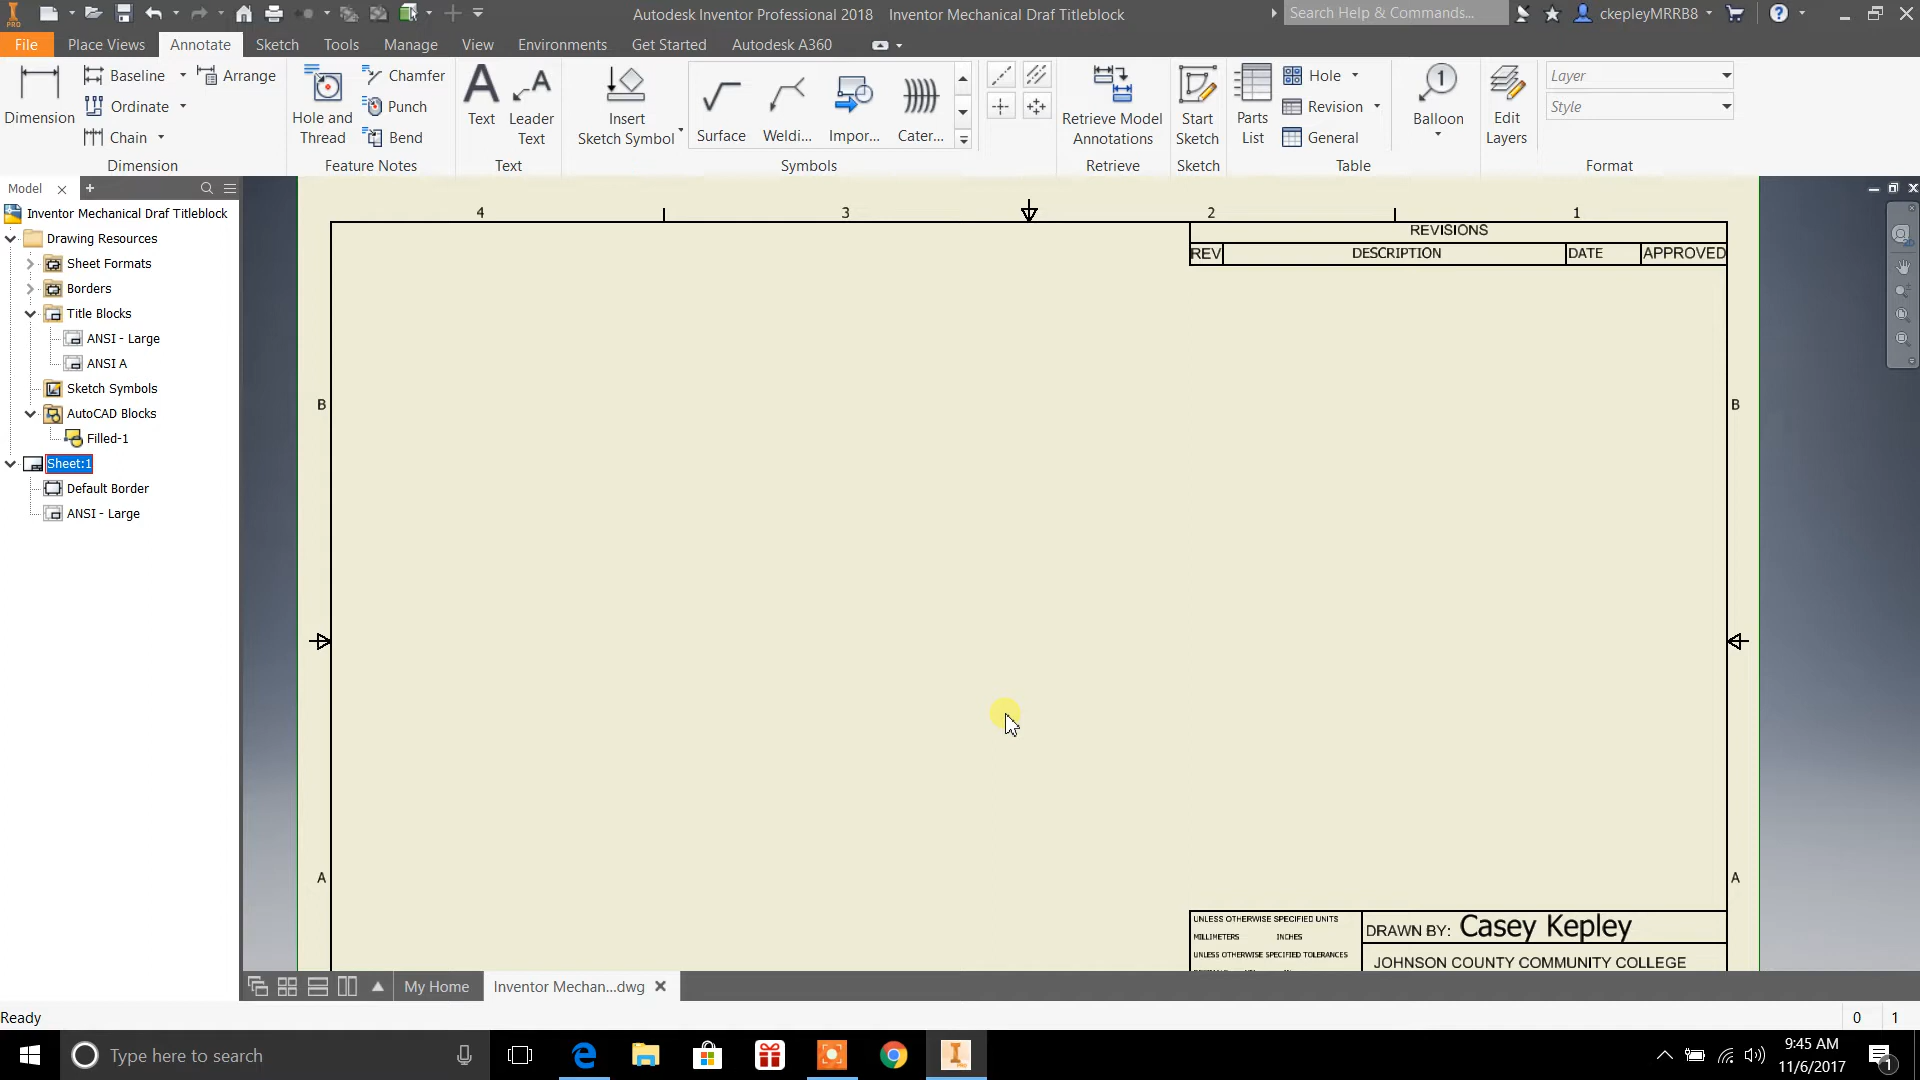 Autodesk Inventor Professional 2018 Inventor Mechanical Draf Titleblock
Search Help & Commands...
ckepleyMRRB8
File Place Views Annotate Sketch Tools Manage View Environments Get Started Autodesk A360
Dimension
Baseline
Ordinate
Chain
Arrange
Dimension
Hole and Thread
Chamfer
Punch
Bend
Feature Notes
Text
Leader Text
Text
Insert Sketch Symbol
Surface
Weldi...
Impor...
Cater...
Symbols
Retrieve Model Annotations
Retrieve
Start Sketch
Sketch
Parts List
Hole
Revision
General
Table
Balloon
Edit Layers
Layer
Style
Format
Model
Inventor Mechanical Draf Titleblock
Drawing Resources
Sheet Formats
Borders
Title Blocks
ANSI - Large
ANSI A
Sketch Symbols
AutoCAD Blocks
Filled-1
Sheet:1
Default Border
ANSI - Large
4 3 2 1
REVISIONS
REV DESCRIPTION DATE APPROVED
B B
A A
UNLESS OTHERWISE SPECIFIED UNITS
MILLIMETERS INCHES
UNLESS OTHERWISE SPECIFIED TOLERANCES
DRAWN BY: Casey Kepley
JOHNSON COUNTY COMMUNITY COLLEGE
My Home Inventor Mechan...dwg
Ready 0 1
Type here to search
9:45 AM
11/6/2017
1